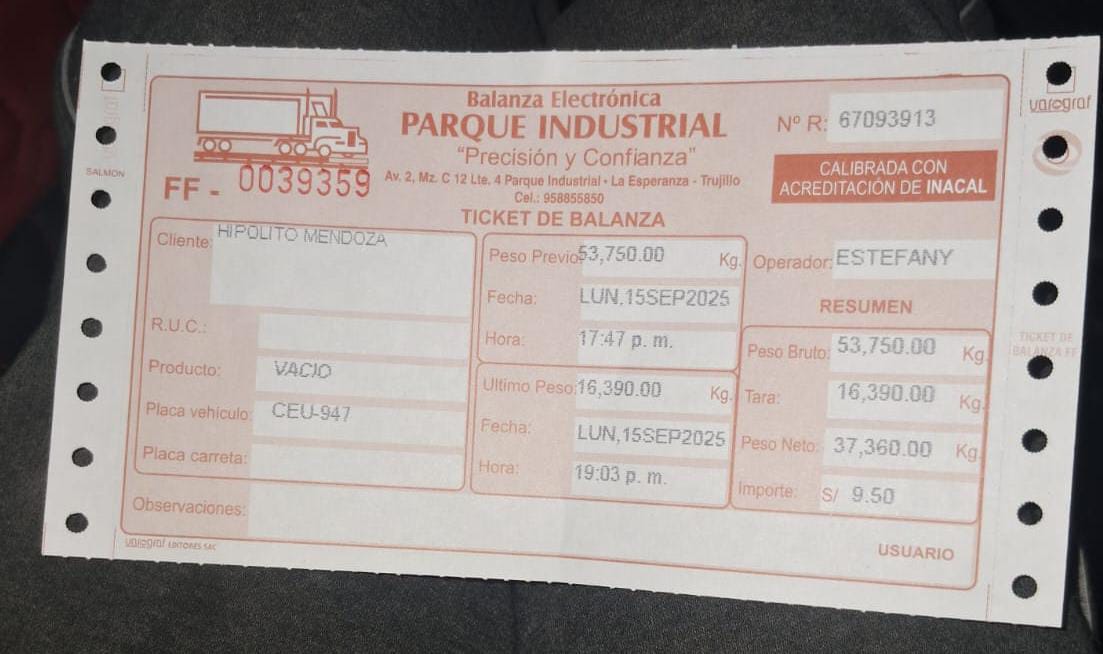 Balanza Electrónica
PARQUE INDUSTRIAL
"Precisión y Confianza"
Av. 2, Mz. C 12 Lte. 4 Parque Industrial • La Esperanza - Trujillo
Cel.: 958855850
TICKET DE BALANZA
FF - 0039359
N° R: 67093913
CALIBRADA CON
ACREDITACIÓN DE INACAL
Cliente: HIPOLITO MENDOZA
R.U.C.:
Producto: VACIO
Placa vehículo: CEU-947
Placa carreta:
Observaciones:
Peso Previo 53,750.00 Kg.
Fecha: LUN,15SEP2025
Hora: 17:47 p. m.
Ultimo Peso: 16,390.00 Kg.
Fecha: LUN,15SEP2025
Hora: 19:03 p. m.
Operador: ESTEFANY
RESUMEN
Peso Bruto: 53,750.00 Kg.
Tara: 16,390.00 Kg.
Peso Neto: 37,360.00 Kg.
Importe: S/ 9.50
USUARIO
varograf EDITORES SAC
SALMON
varograf
TICKET DE
BALANZA FF